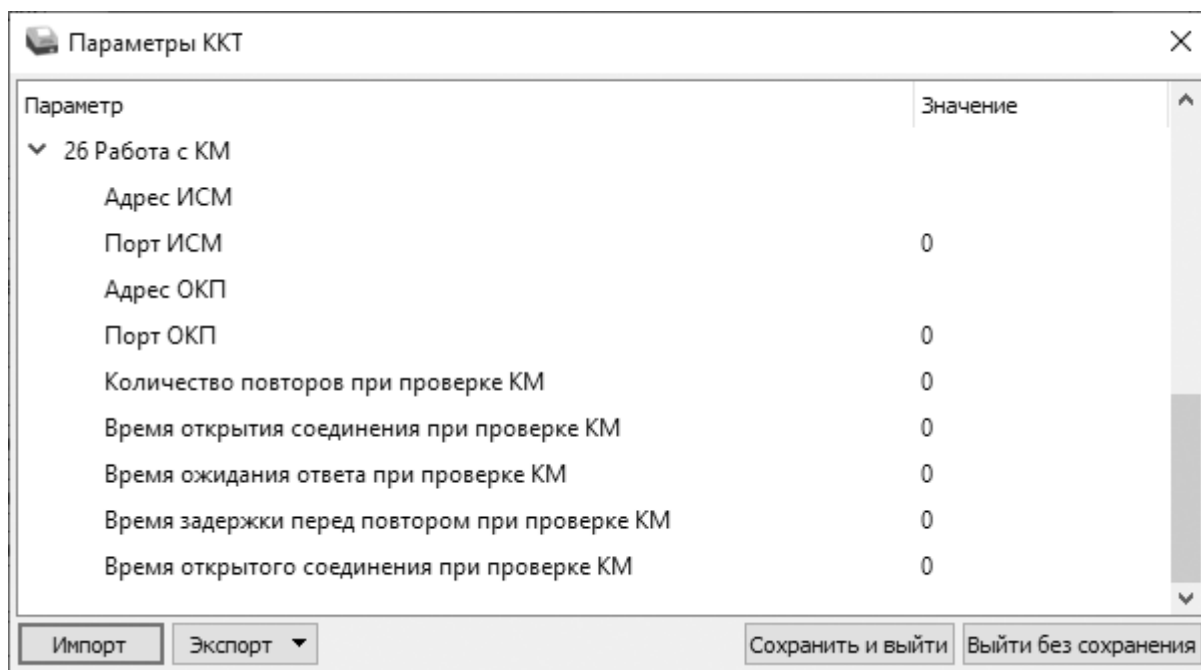 Параметры ККТ
Параметр Значение
26 Работа с КМ
Адрес ИСМ
Порт ИСМ 0
Адрес ОКП
Порт ОКП 0
Количество повторов при проверке КМ 0
Время открытия соединения при проверке КМ 0
Время ожидания ответа при проверке КМ 0
Время задержки перед повтором при проверке КМ 0
Время открытого соединения при проверке КМ 0
Импорт Экспорт Сохранить и выйти Выйти без сохранения